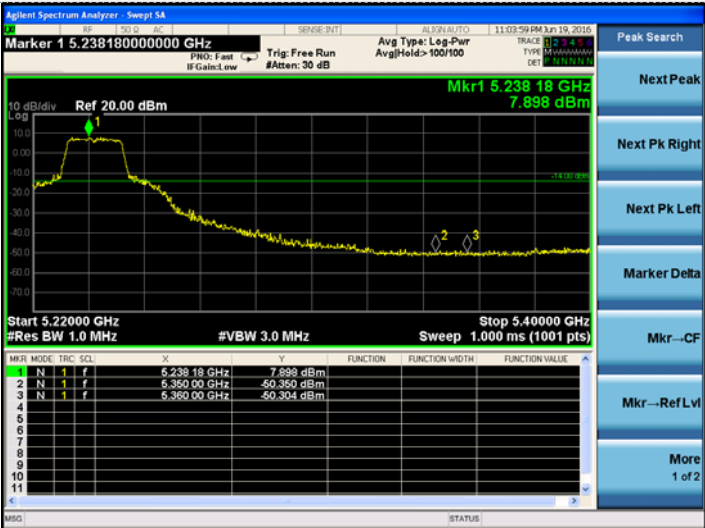 Agilent Spectrum Analyzer - Swept SA
RF 50 Ω AC SENSE:INT ALIGN AUTO 11:03:59 PM Jun 19, 2016
Marker 1 5.238180000000 GHz
PNO: Fast
IFGain:Low
Trig: Free Run
#Atten: 30 dB
Avg Type: Log-Pwr
Avg|Hold:> 100/100
TRACE 1 2 3 4 5 6
TYPE
DET P N N N N N
Mkr1 5.238 18 GHz
7.898 dBm
10 dB/div Ref 20.00 dBm
Log
1
10.0
0.00
-10.0
-14.00 dBm
-20.0
-30.0
-40.0
2 3
-50.0
-60.0
-70.0
Start 5.22000 GHz Stop 5.40000 GHz
#Res BW 1.0 MHz #VBW 3.0 MHz Sweep 1.000 ms (1001 pts)
MKR MODE TRC SCL X Y FUNCTION FUNCTION WIDTH FUNCTION VALUE
1 N 1 f 5.238 18 GHz 7.898 dBm
2 N 1 f 5.350 00 GHz -50.350 dBm
3 N 1 f 5.360 00 GHz -50.304 dBm
4
5
6
7
8
9
10
11
MSG STATUS
Peak Search
Next Peak
Next Pk Right
Next Pk Left
Marker Delta
Mkr→CF
Mkr→Ref Lvl
More
1 of 2